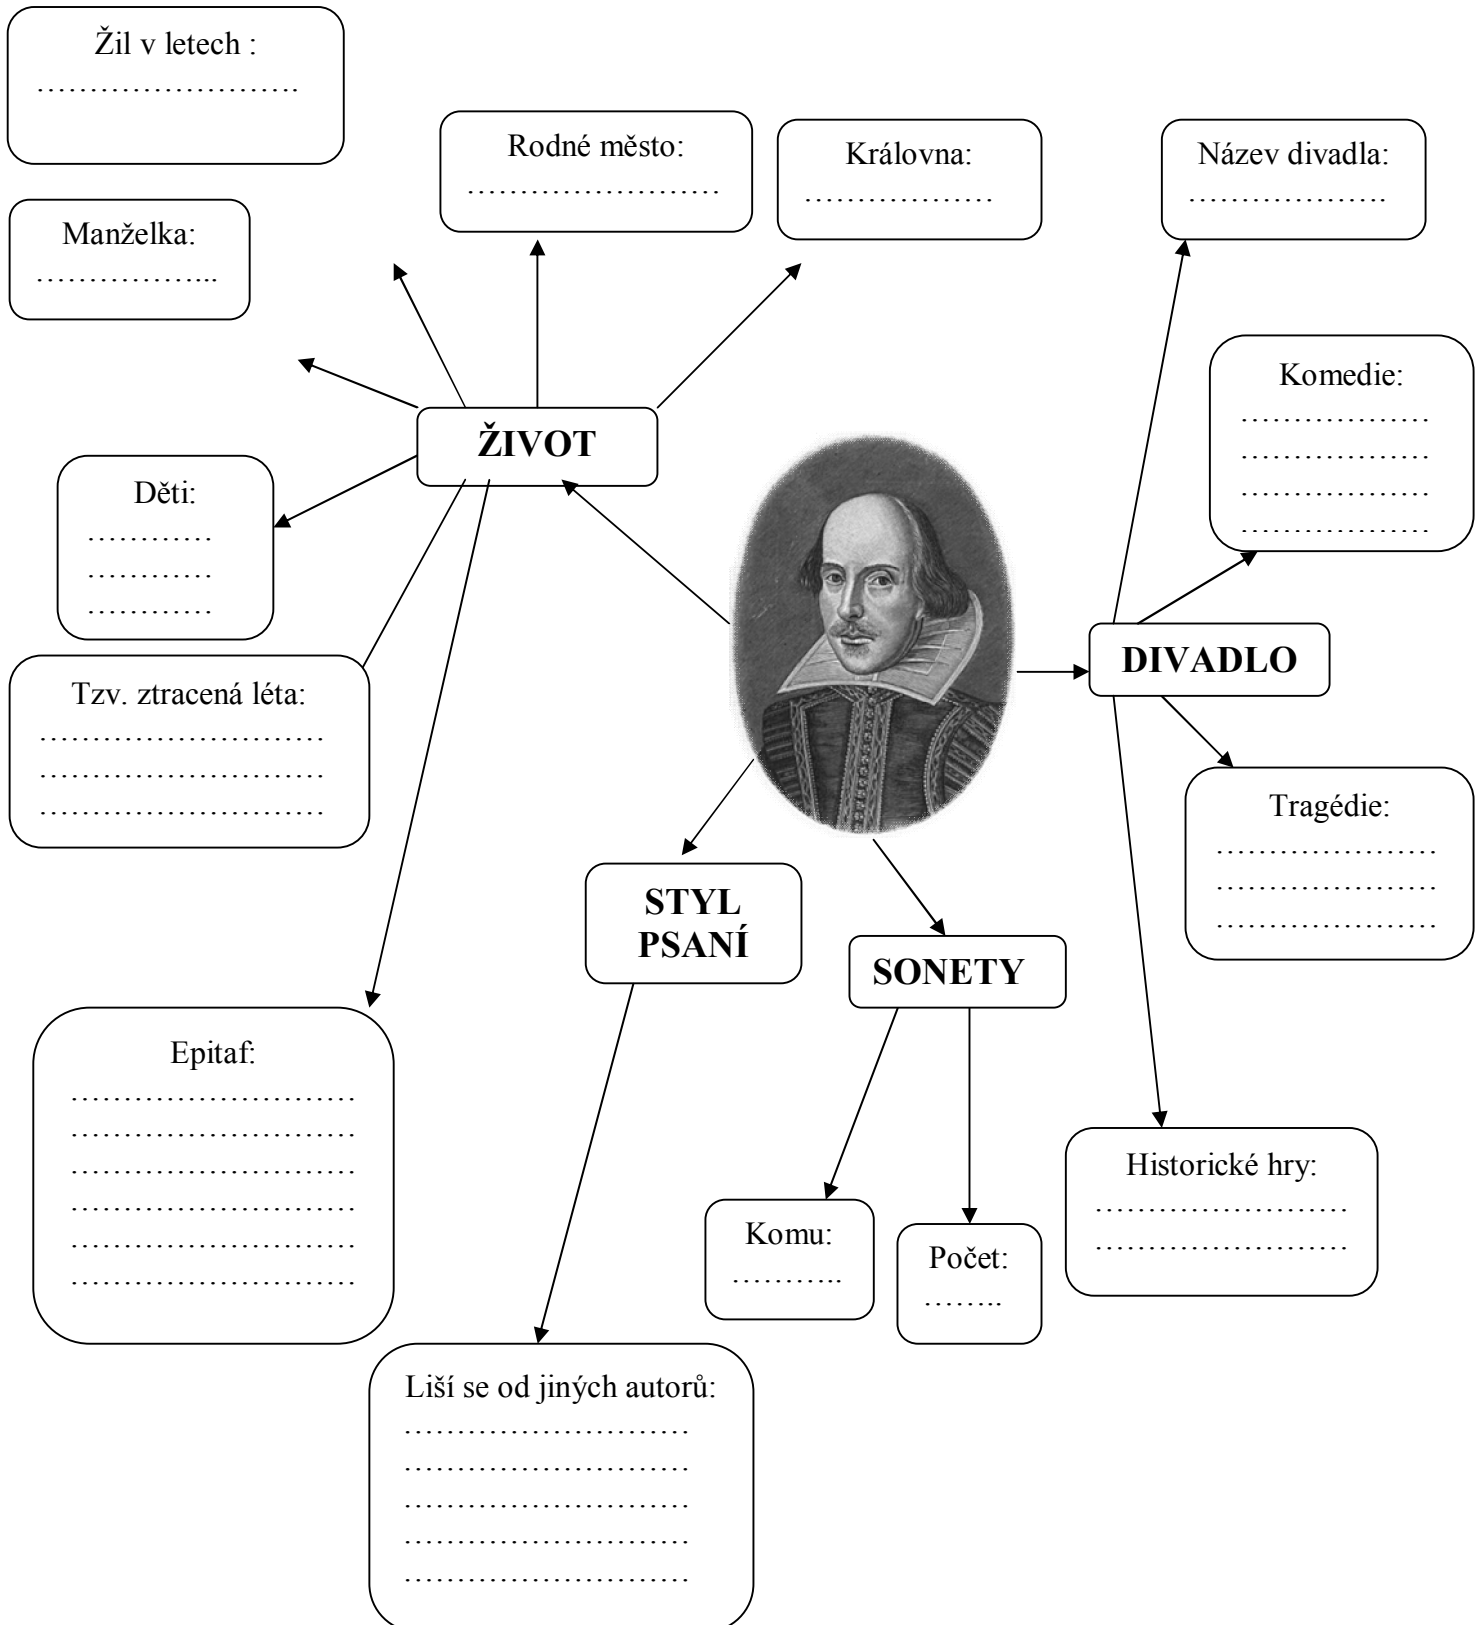 Žil v letech :
…………………….
Rodné město:
……………………
Královna:
………………
Název divadla:
……………….
Manželka:
……………...
Komedie:
………………
………………
………………
………………
ŽIVOT
Děti:
…………
…………
…………
DIVADLO
Tzv. ztracená léta:
………………………
………………………
………………………
Tragédie:
…………………
…………………
…………………
STYL
PSANÍ
SONETY
Epitaf:
………………………
………………………
………………………
………………………
………………………
………………………
Historické hry:
……………………
……………………
Komu:
………..
Počet:
……..
Liší se od jiných autorů:
………………………
………………………
………………………
………………………
………………………